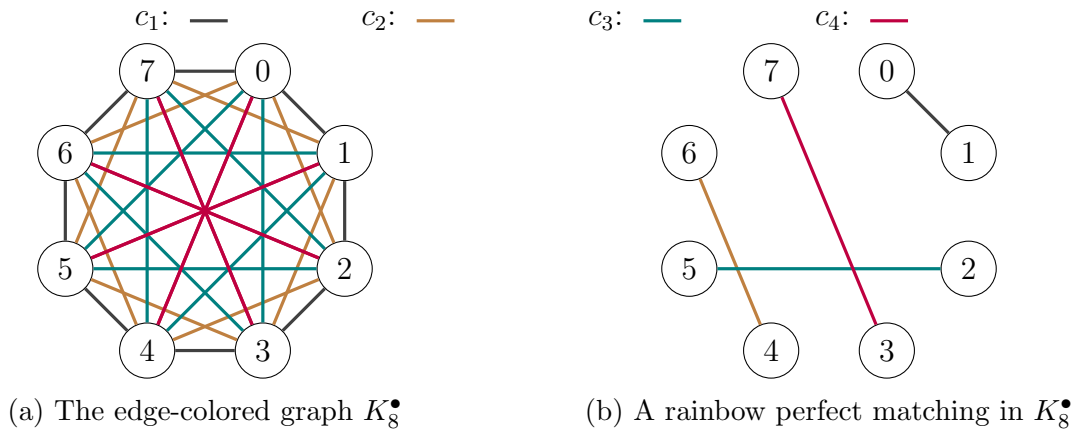 c₁: c₂: c₃: c₄:
7 0 7 0
6 1 6 1
5 2 5 2
4 3 4 3
(a) The edge-colored graph K₈• (b) A rainbow perfect matching in K₈•